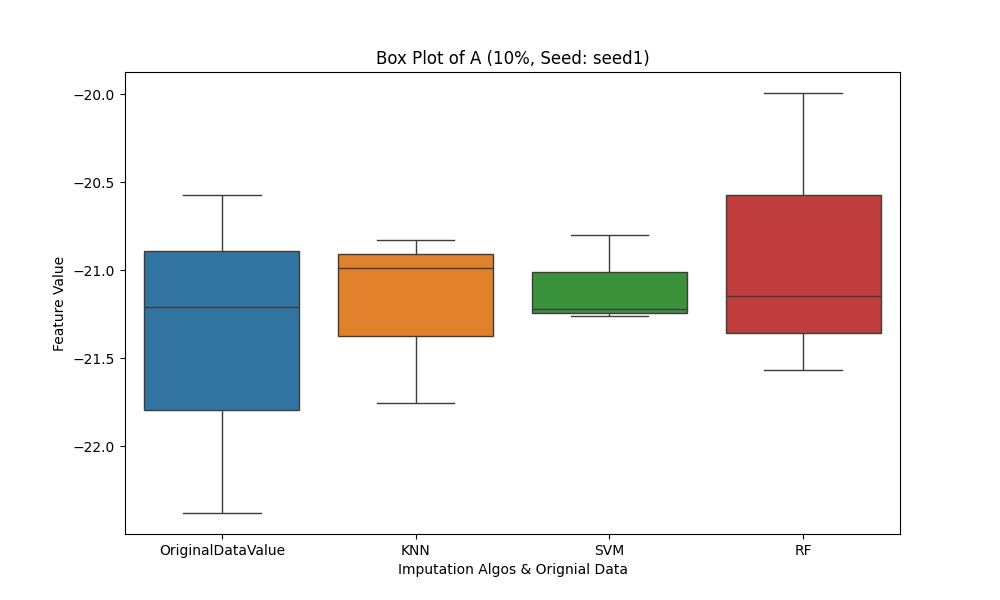 Box Plot of A (10%, Seed: seed1)
Feature Value
−20.0
−20.5
−21.0
−21.5
−22.0
OriginalDataValue
KNN
SVM
RF
Imputation Algos & Orignial Data